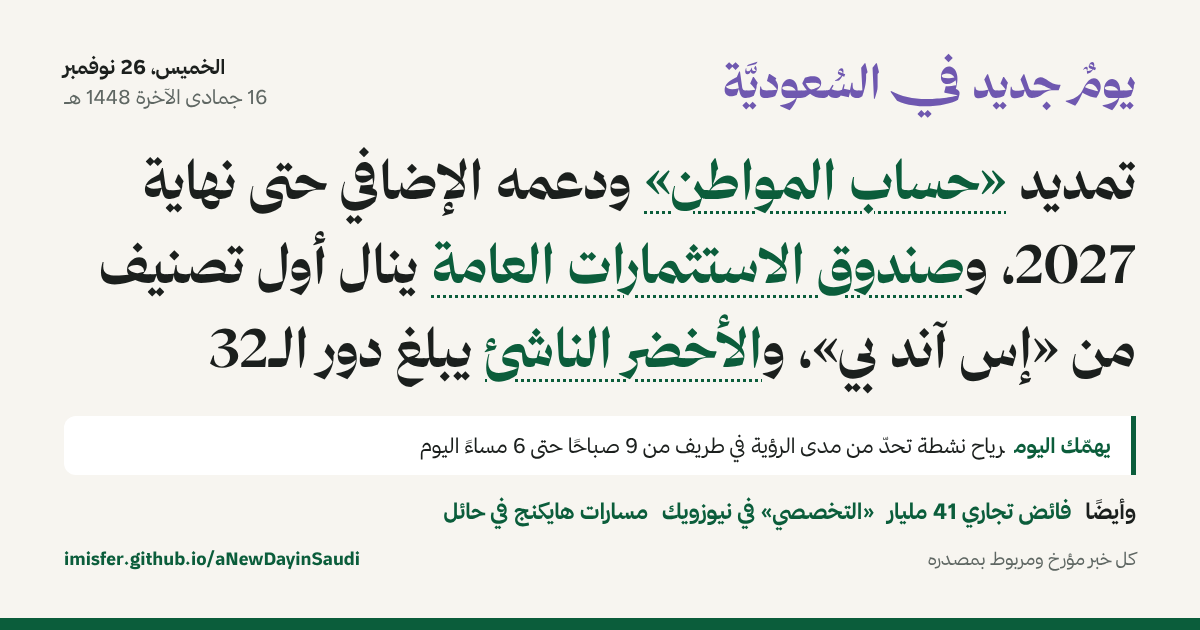 يومٌ جديد في السُعوديَّة
الخميس، 26 نوفمبر
16 جمادى الآخرة 1448 هـ
تمديد «حساب المواطن» ودعمه الإضافي حتى نهاية
2027، وصندوق الاستثمارات العامة ينال أول تصنيف
من «إس آند بي»، والأخضر الناشئ يبلغ دور الـ32
يهمّك اليوم رياح نشطة تحدّ من مدى الرؤية في طريف من 9 صباحًا حتى 6 مساءً اليوم
وأيضًا فائض تجاري 41 مليار «التخصصي» في نيوزويك مسارات هايكنج في حائل
كل خبر مؤرخ ومربوط بمصدره
imisfer.github.io/aNewDayinSaudi